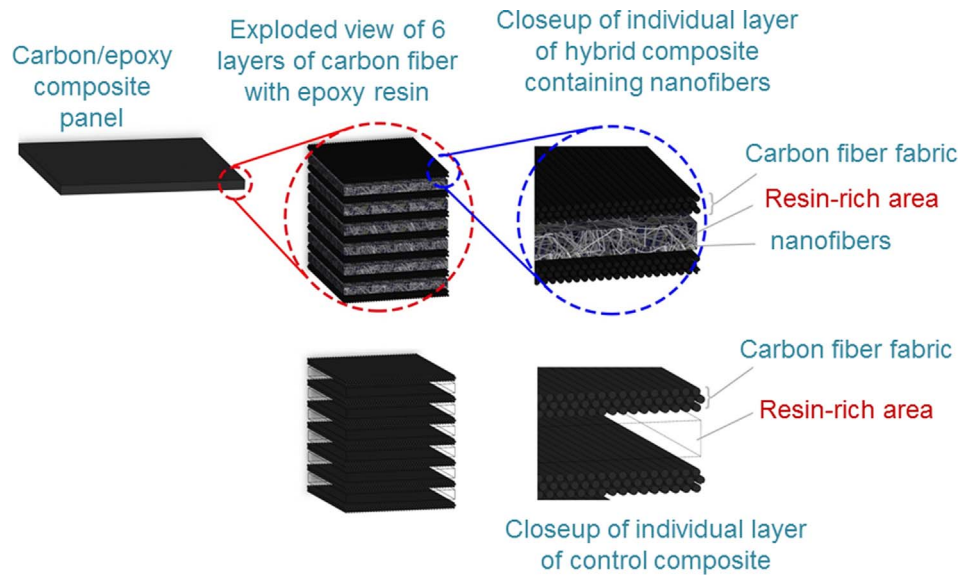 Carbon/epoxy
composite
panel
Exploded view of 6
layers of carbon fiber
with epoxy resin
Closeup of individual layer
of hybrid composite
containing nanofibers
Carbon fiber fabric
Resin-rich area
nanofibers
Carbon fiber fabric
Resin-rich area
Closeup of individual layer
of control composite